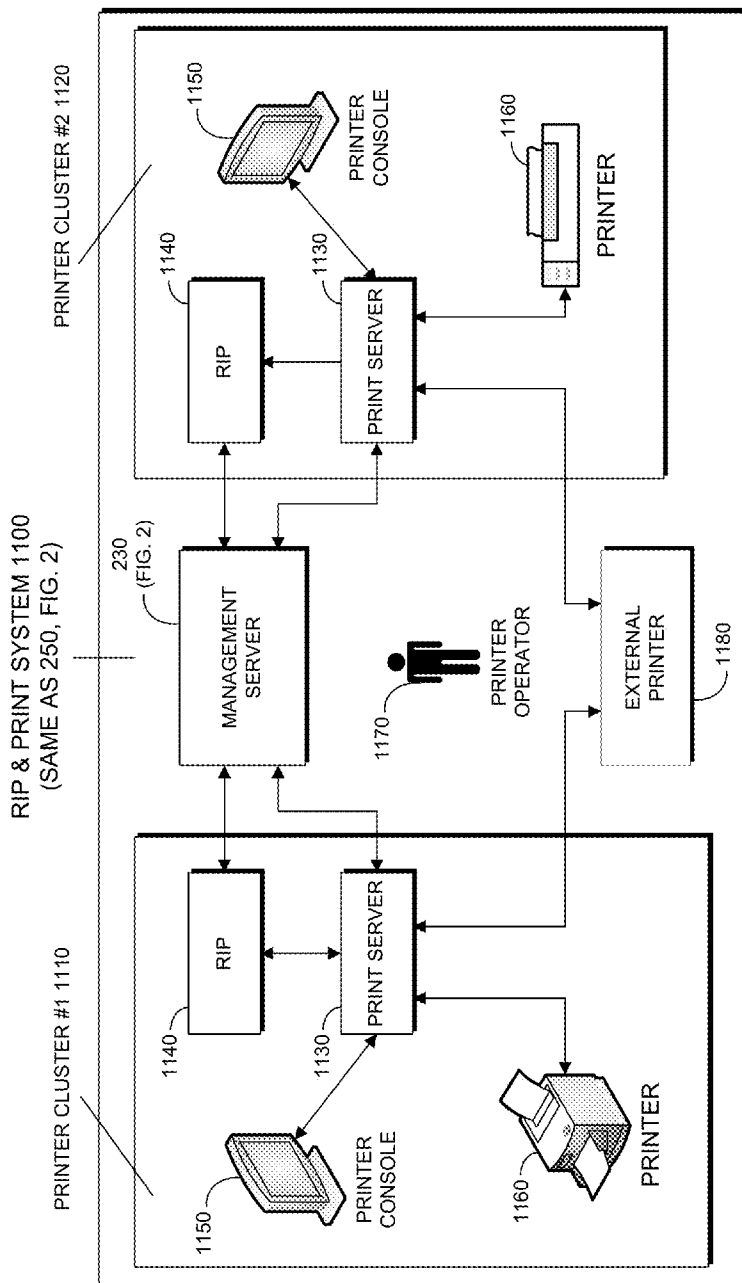 RIP & PRINT SYSTEM 1100
(SAME AS 250, FIG. 2)
PRINTER CLUSTER #1 1110
PRINTER CLUSTER #2 1120
1140
RIP
230
(FIG. 2)
MANAGEMENT
SERVER
1140
RIP
1150
PRINTER
CONSOLE
1130
PRINT SERVER
1130
PRINT SERVER
1150
PRINTER
CONSOLE
1170
PRINTER
OPERATOR
1160
PRINTER
1160
PRINTER
EXTERNAL
PRINTER
1180